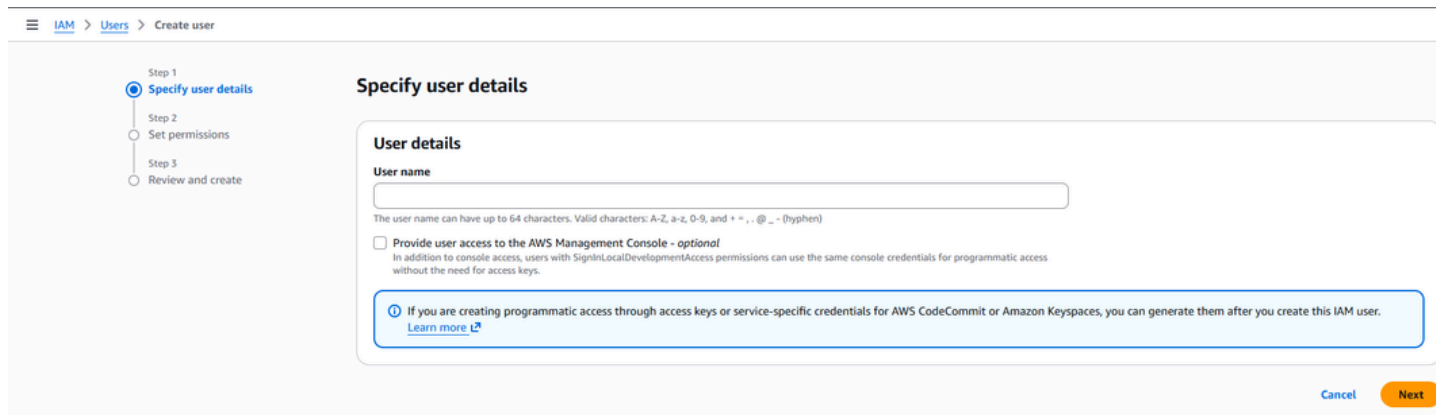 IAM > Users > Create user
Step 1
Specify user details
Step 2
Set permissions
Step 3
Review and create
Specify user details
User details
User name
The user name can have up to 64 characters. Valid characters: A-Z, a-z, 0-9, and + = , . @ _ - (hyphen)
Provide user access to the AWS Management Console - optional
In addition to console access, users with SignInLocalDevelopmentAccess permissions can use the same console credentials for programmatic access
without the need for access keys.
If you are creating programmatic access through access keys or service-specific credentials for AWS CodeCommit or Amazon Keyspaces, you can generate them after you create this IAM user.
Learn more
Cancel
Next